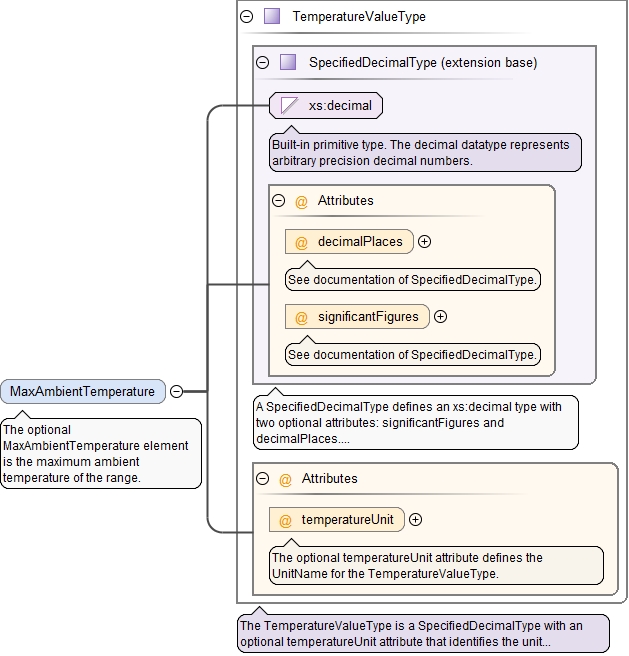 TemperatureValueType
SpecifiedDecimalType (extension base)
xs:decimal
Built-in primitive type. The decimal datatype represents
arbitrary precision decimal numbers.
@ Attributes
@ decimalPlaces
See documentation of SpecifiedDecimalType.
@ significantFigures
See documentation of SpecifiedDecimalType.
MaxAmbientTemperature
The optional
MaxAmbientTemperature element
is the maximum ambient
temperature of the range.
A SpecifiedDecimalType defines an xs:decimal type with
two optional attributes: significantFigures and
decimalPlaces....
@ Attributes
@ temperatureUnit
The optional temperatureUnit attribute defines the
UnitName for the TemperatureValueType.
The TemperatureValueType is a SpecifiedDecimalType with an
optional temperatureUnit attribute that identifies the unit...